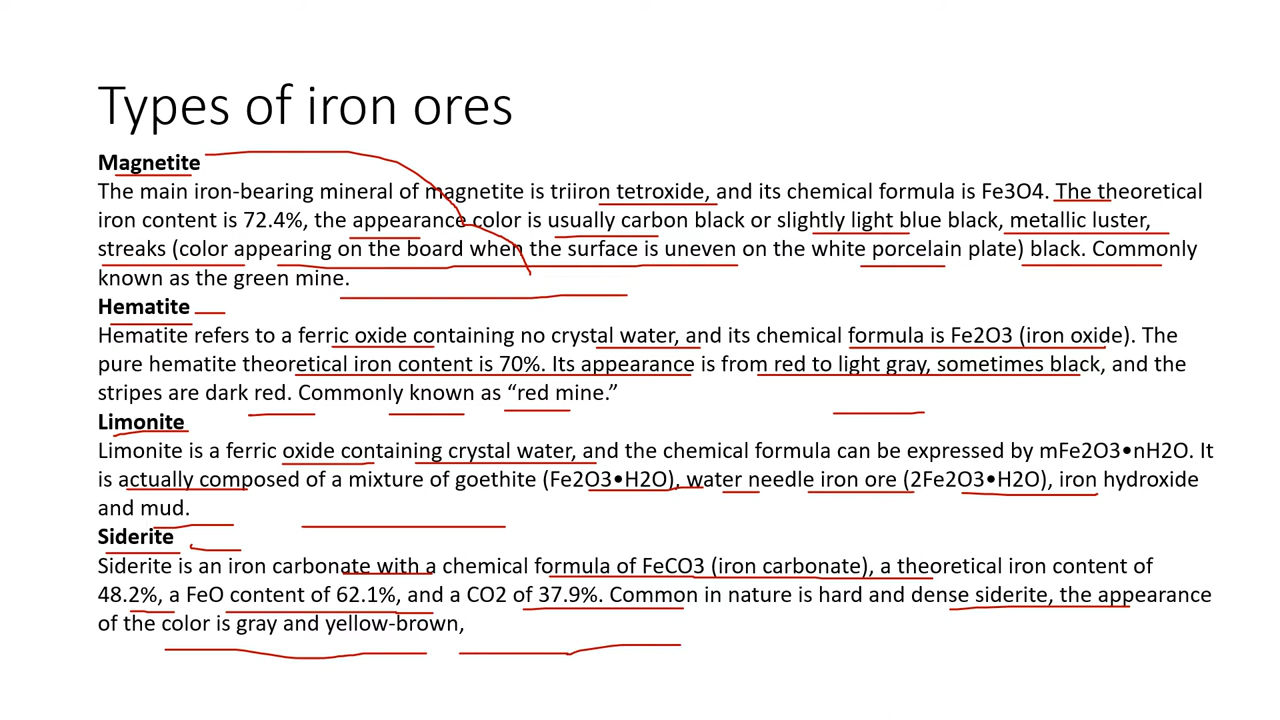 Types of iron ores
Magnetite
The main iron-bearing mineral of magnetite is triiron tetroxide, and its chemical formula is Fe3O4. The theoretical
iron content is 72.4%, the appearance color is usually carbon black or slightly light blue black, metallic luster,
streaks (color appearing on the board when the surface is uneven on the white porcelain plate) black. Commonly
known as the green mine.
Hematite
Hematite refers to a ferric oxide containing no crystal water, and its chemical formula is Fe2O3 (iron oxide). The
pure hematite theoretical iron content is 70%. Its appearance is from red to light gray, sometimes black, and the
stripes are dark red. Commonly known as “red mine.”
Limonite
Limonite is a ferric oxide containing crystal water, and the chemical formula can be expressed by mFe2O3•nH2O. It
is actually composed of a mixture of goethite (Fe2O3•H2O), water needle iron ore (2Fe2O3•H2O), iron hydroxide
and mud.
Siderite
Siderite is an iron carbonate with a chemical formula of FeCO3 (iron carbonate), a theoretical iron content of
48.2%, a FeO content of 62.1%, and a CO2 of 37.9%. Common in nature is hard and dense siderite, the appearance
of the color is gray and yellow-brown,